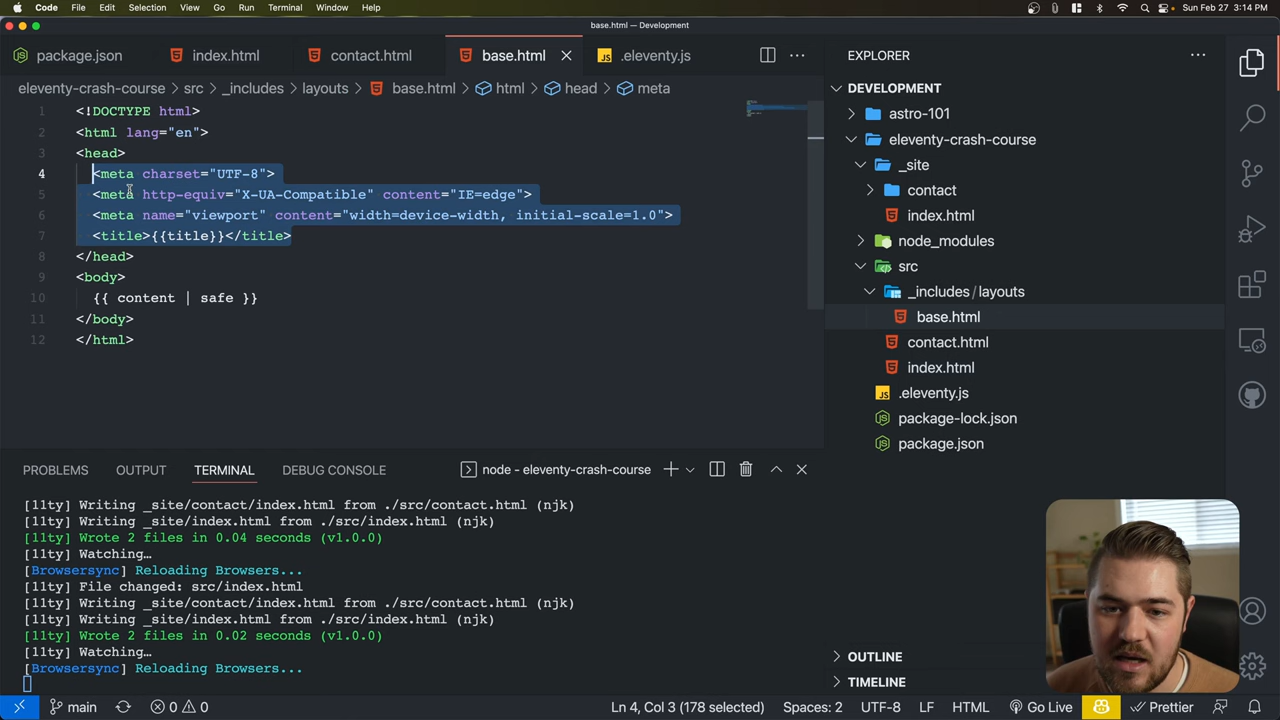 Code File Edit Selection View Go Run Terminal Window Help Sun Feb 27 3:14 PM
base.html — Development
package.json index.html contact.html base.html .eleventy.js
eleventy-crash-course > src > _includes > layouts > base.html > html > head > meta
1 <!DOCTYPE html>
2 <html lang="en">
3 <head>
4 <meta charset="UTF-8">
5 <meta http-equiv="X-UA-Compatible" content="IE=edge">
6 <meta name="viewport" content="width=device-width, initial-scale=1.0">
7 <title>{{title}}</title>
8 </head>
9 <body>
10 {{ content | safe }}
11 </body>
12 </html>
EXPLORER
DEVELOPMENT
astro-101
eleventy-crash-course
_site
contact
index.html
node_modules
src
_includes/layouts
base.html
contact.html
index.html
.eleventy.js
package-lock.json
package.json
OUTLINE
TIMELINE
PROBLEMS OUTPUT TERMINAL DEBUG CONSOLE node - eleventy-crash-course
[11ty] Writing _site/contact/index.html from ./src/contact.html (njk)
[11ty] Writing _site/index.html from ./src/index.html (njk)
[11ty] Wrote 2 files in 0.04 seconds (v1.0.0)
[11ty] Watching…
[Browsersync] Reloading Browsers...
[11ty] File changed: src/index.html
[11ty] Writing _site/contact/index.html from ./src/contact.html (njk)
[11ty] Writing _site/index.html from ./src/index.html (njk)
[11ty] Wrote 2 files in 0.02 seconds (v1.0.0)
[11ty] Watching…
[Browsersync] Reloading Browsers...
main 0 0 Ln 4, Col 3 (178 selected) Spaces: 2 UTF-8 LF HTML Go Live Prettier